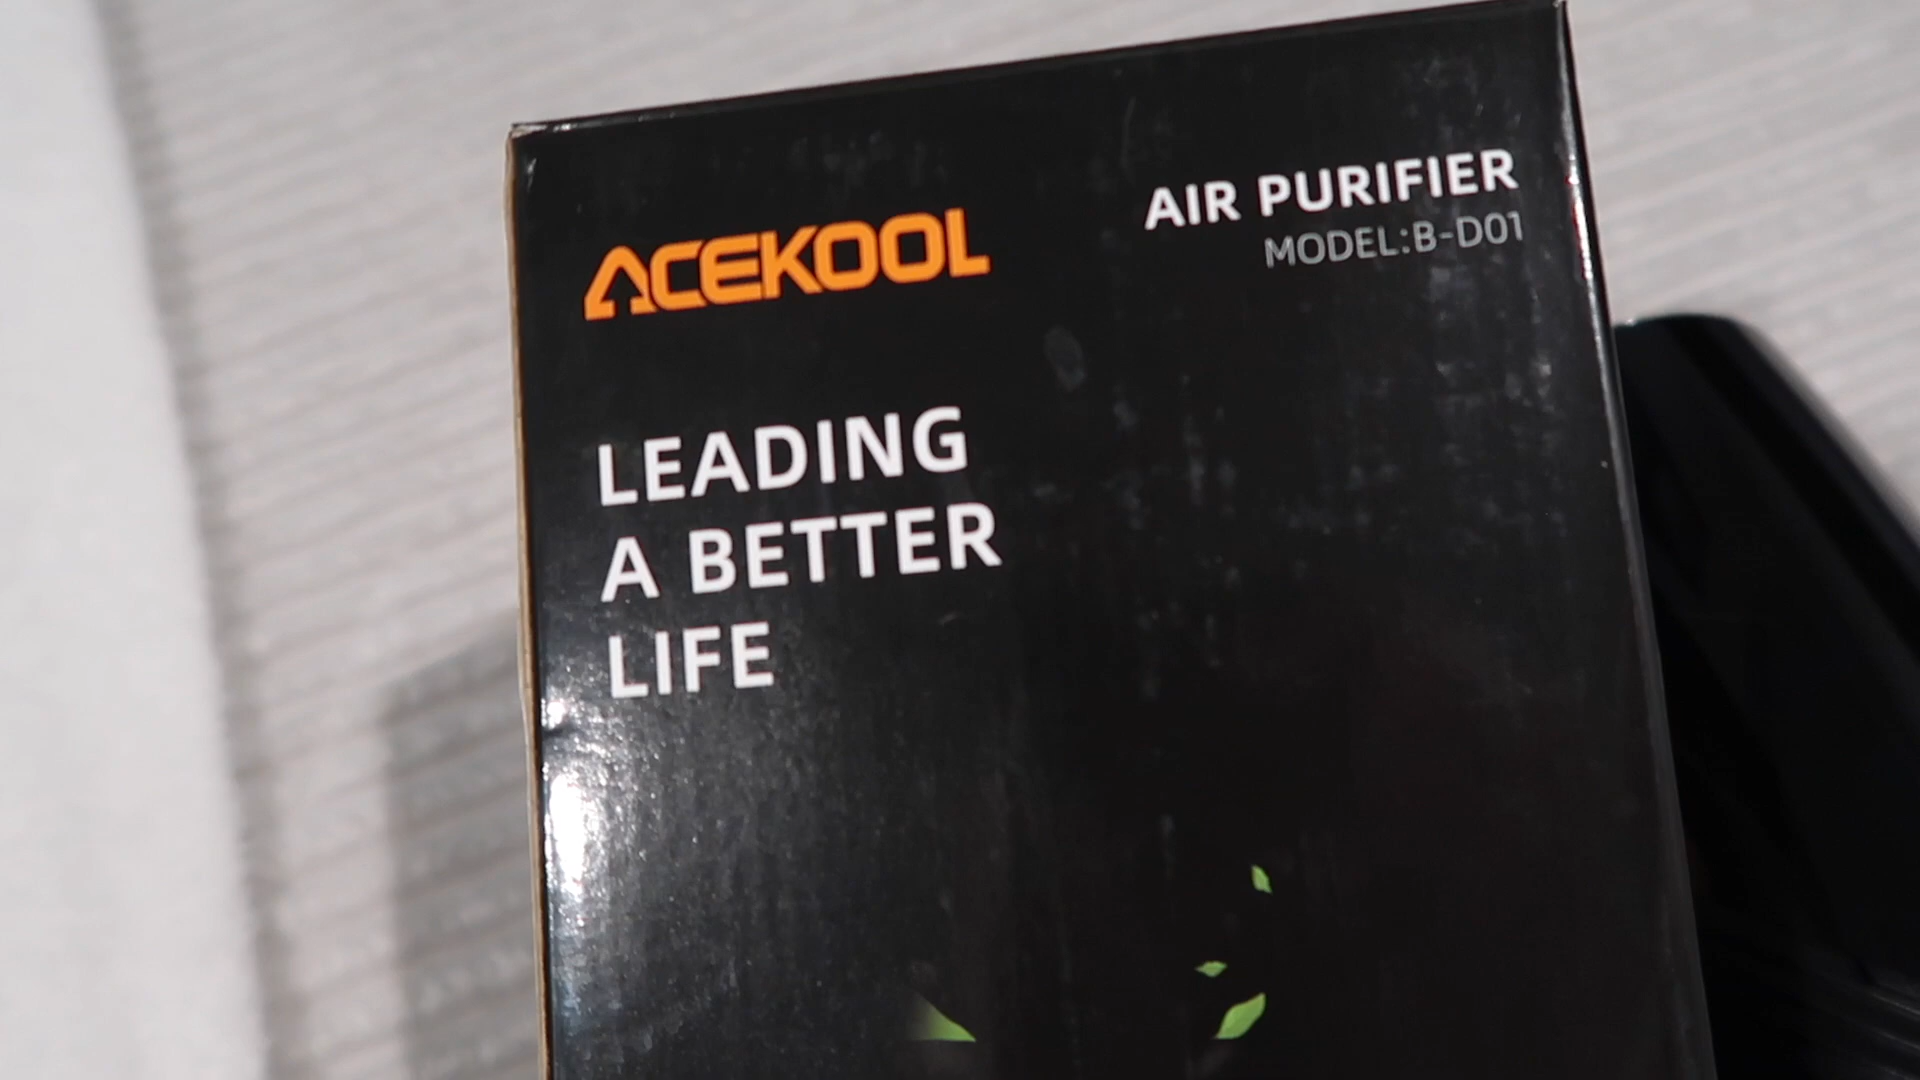 ACEKOOL
AIR PURIFIER
MODEL:B-D01
LEADING
A BETTER
LIFE